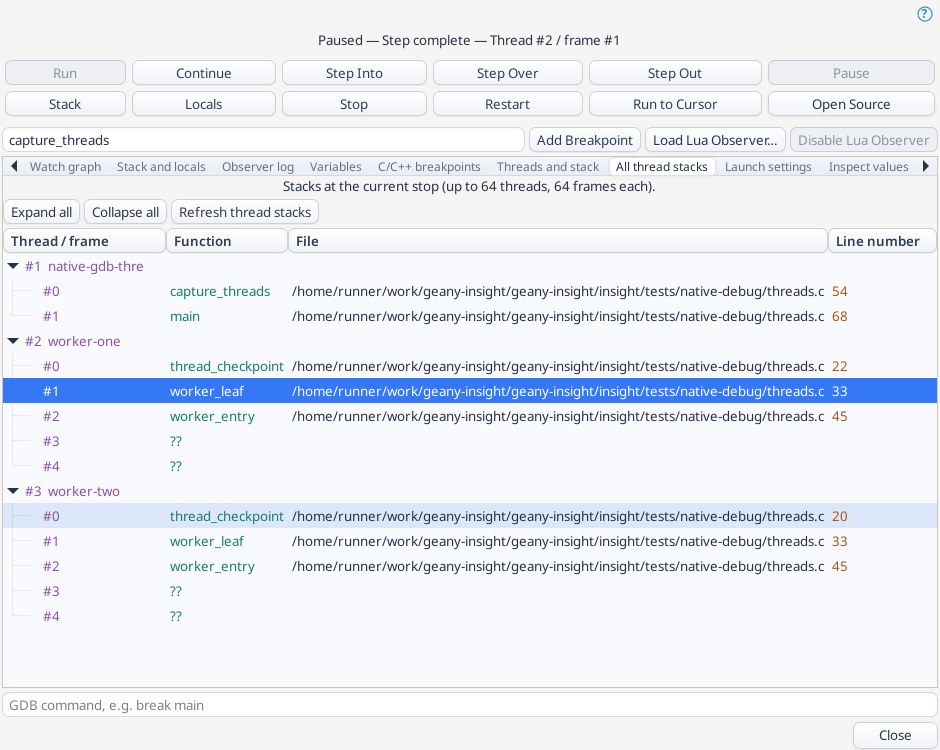 ?
Paused — Step complete — Thread #2 / frame #1
Run Continue Step Into Step Over Step Out Pause
Stack Locals Stop Restart Run to Cursor Open Source
capture_threads Add Breakpoint Load Lua Observer... Disable Lua Observer
Watch graph Stack and locals Observer log Variables C/C++ breakpoints Threads and stack All thread stacks Launch settings Inspect values
Stacks at the current stop (up to 64 threads, 64 frames each).
Expand all Collapse all Refresh thread stacks
Thread / frame Function File Line number
#1 native-gdb-thre
#0 capture_threads /home/runner/work/geany-insight/geany-insight/insight/tests/native-debug/threads.c 54
#1 main /home/runner/work/geany-insight/geany-insight/insight/tests/native-debug/threads.c 68
#2 worker-one
#0 thread_checkpoint /home/runner/work/geany-insight/geany-insight/insight/tests/native-debug/threads.c 22
#1 worker_leaf /home/runner/work/geany-insight/geany-insight/insight/tests/native-debug/threads.c 33
#2 worker_entry /home/runner/work/geany-insight/geany-insight/insight/tests/native-debug/threads.c 45
#3 ??
#4 ??
#3 worker-two
#0 thread_checkpoint /home/runner/work/geany-insight/geany-insight/insight/tests/native-debug/threads.c 20
#1 worker_leaf /home/runner/work/geany-insight/geany-insight/insight/tests/native-debug/threads.c 33
#2 worker_entry /home/runner/work/geany-insight/geany-insight/insight/tests/native-debug/threads.c 45
#3 ??
#4 ??
GDB command, e.g. break main
Close